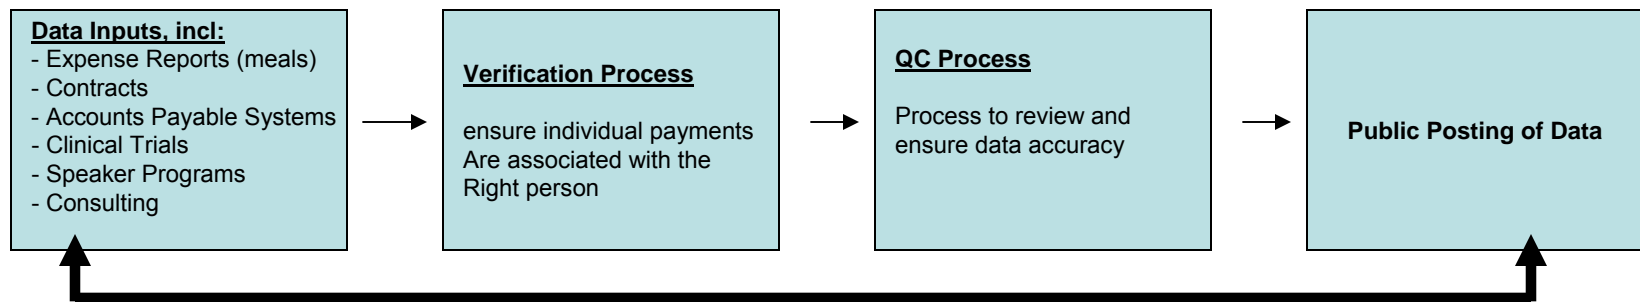 Data Inputs, incl:
- Expense Reports (meals)
- Contracts
- Accounts Payable Systems
- Clinical Trials
- Speaker Programs
- Consulting
Verification Process
ensure individual payments
Are associated with the
Right person
QC Process
Process to review and
ensure data accuracy
Public Posting of Data